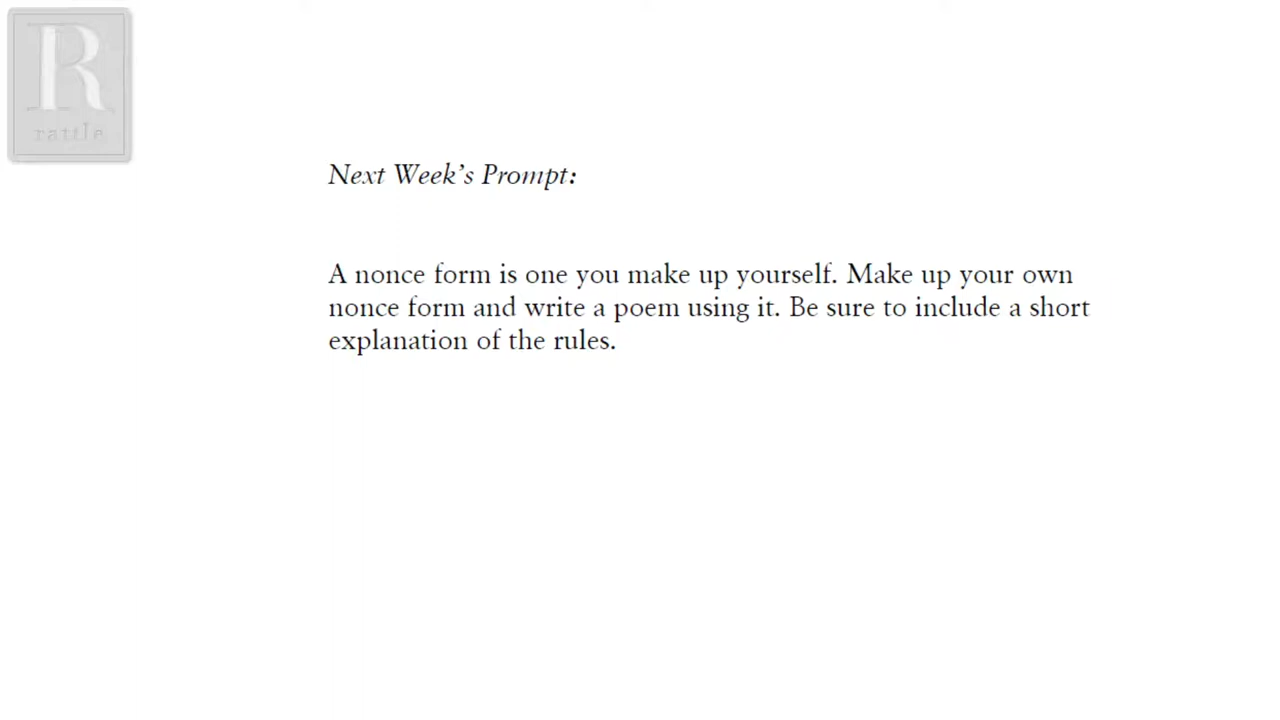 R
rattle
Next Week's Prompt:
A nonce form is one you make up yourself. Make up your own
nonce form and write a poem using it. Be sure to include a short
explanation of the rules.